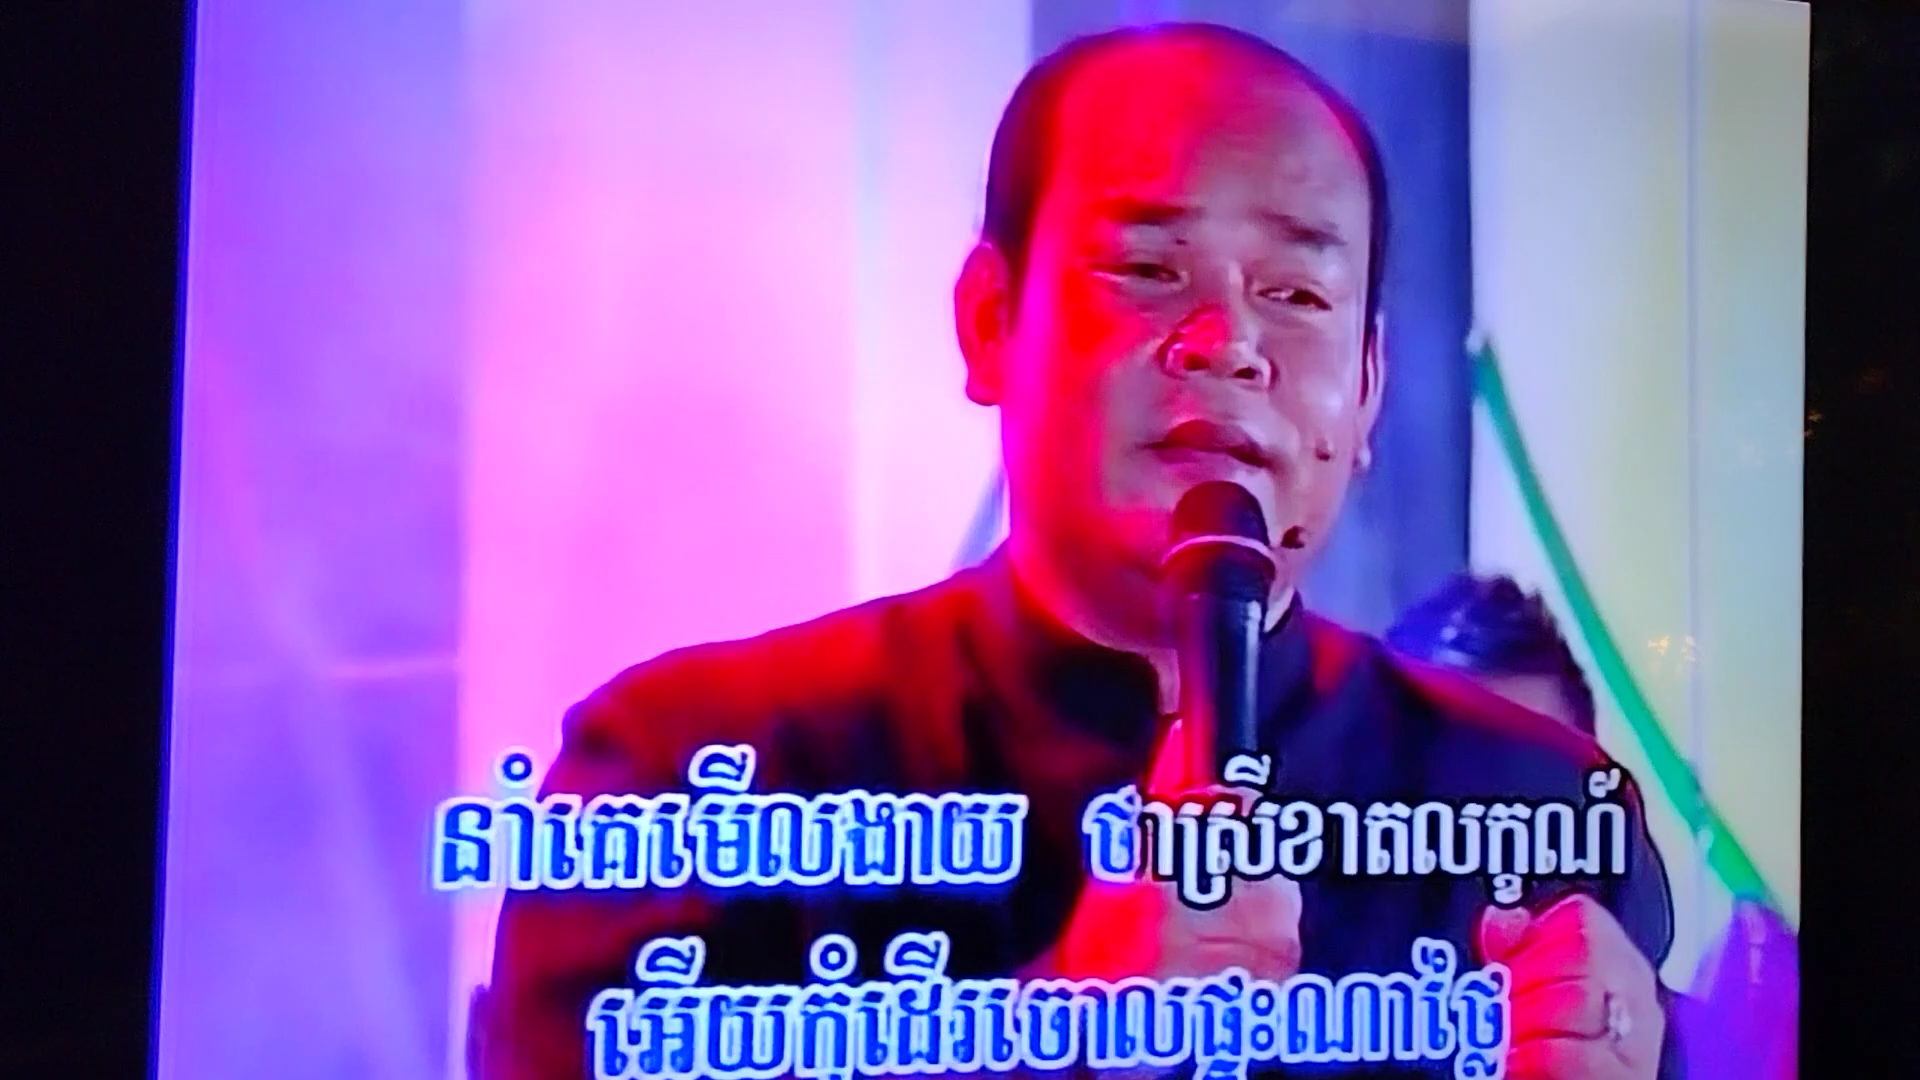 នាំគេមើលងាយ ថាស្រីខាតលក្ខណ៍
អើយកុំដើរចោលផ្ទះណាថ្លៃ